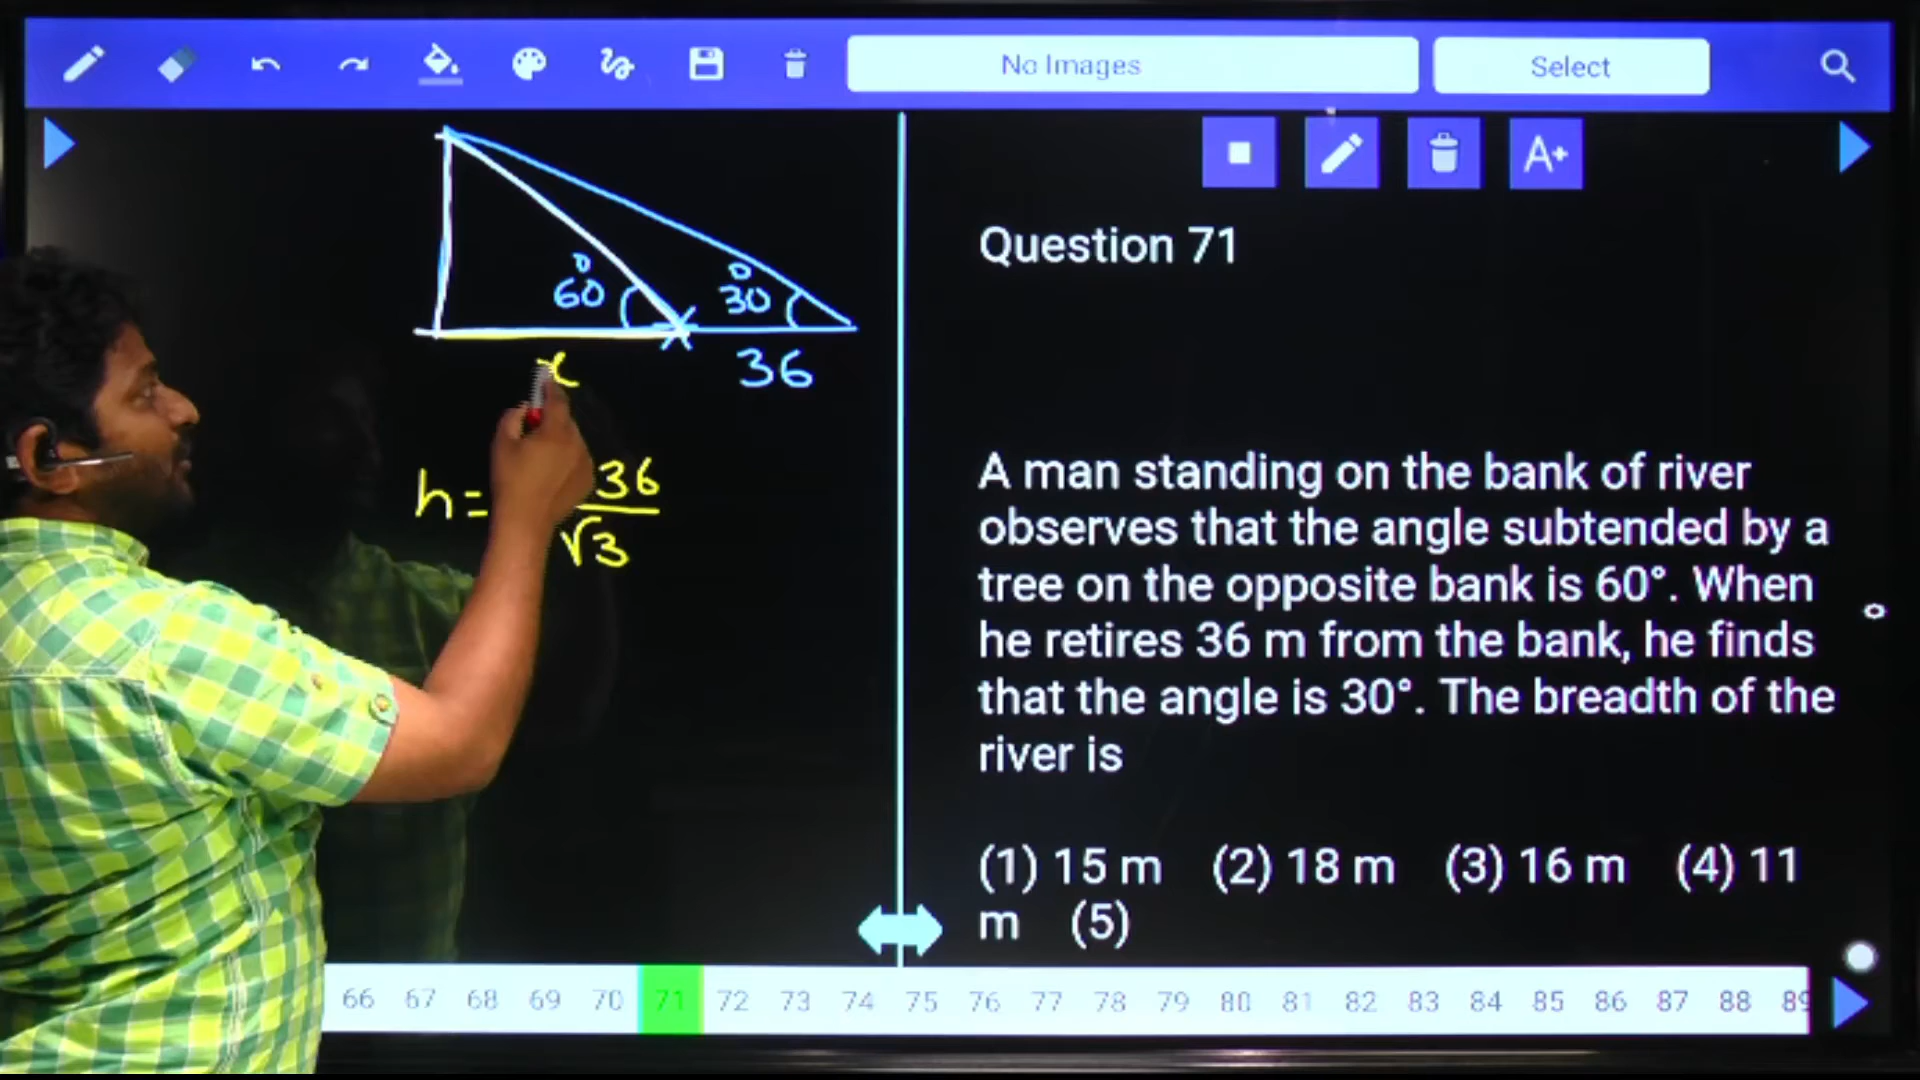 No Images
Select
A+
60°
30°
x
36
h=
36
√3
Question 71
A man standing on the bank of river
observes that the angle subtended by a
tree on the opposite bank is 60°. When
he retires 36 m from the bank, he finds
that the angle is 30°. The breadth of the
river is
(1) 15 m (2) 18 m (3) 16 m (4) 11
m (5)
66 67 68 69 70 71 72 73 74 75 76 77 78 79 80 81 82 83 84 85 86 87 88 89